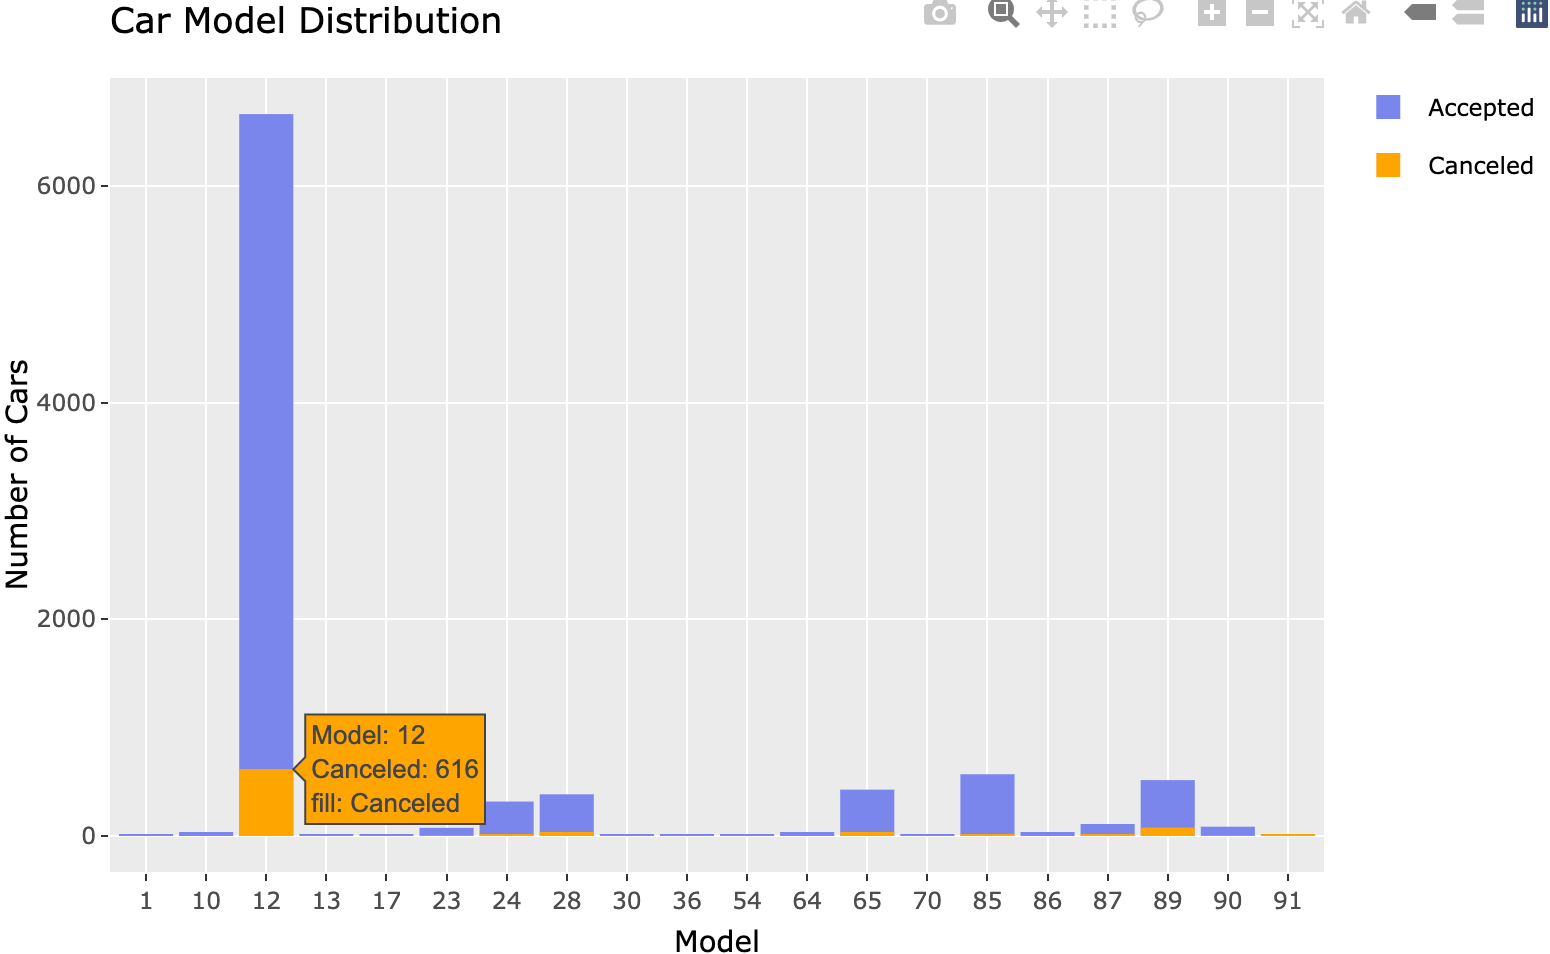 Car Model Distribution
Accepted
Canceled
Number of Cars
6000
4000
2000
0
Model: 12
Canceled: 616
fill: Canceled
1 10 12 13 17 23 24 28 30 36 54 64 65 70 85 86 87 89 90 91
Model